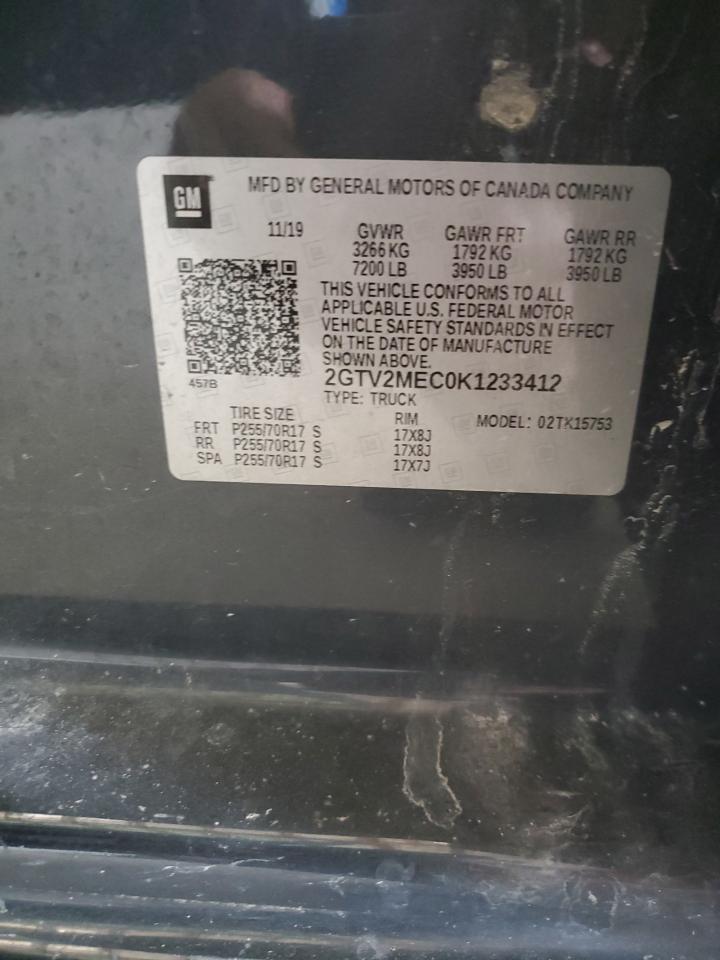 GM
MFD BY GENERAL MOTORS OF CANADA COMPANY
11/19 GVWR GAWR FRT GAWR RR
3266 KG 1792 KG 1792 KG
7200 LB 3950 LB 3950 LB
THIS VEHICLE CONFORMS TO ALL
APPLICABLE U.S. FEDERAL MOTOR
VEHICLE SAFETY STANDARDS IN EFFECT
ON THE DATE OF MANUFACTURE
SHOWN ABOVE.
457B
2GTV2MEC0K1233412
TYPE: TRUCK
TIRE SIZE RIM MODEL: 02TK15753
FRT P255/70R17 S 17X8J
RR P255/70R17 S 17X8J
SPA P255/70R17 S 17X7J